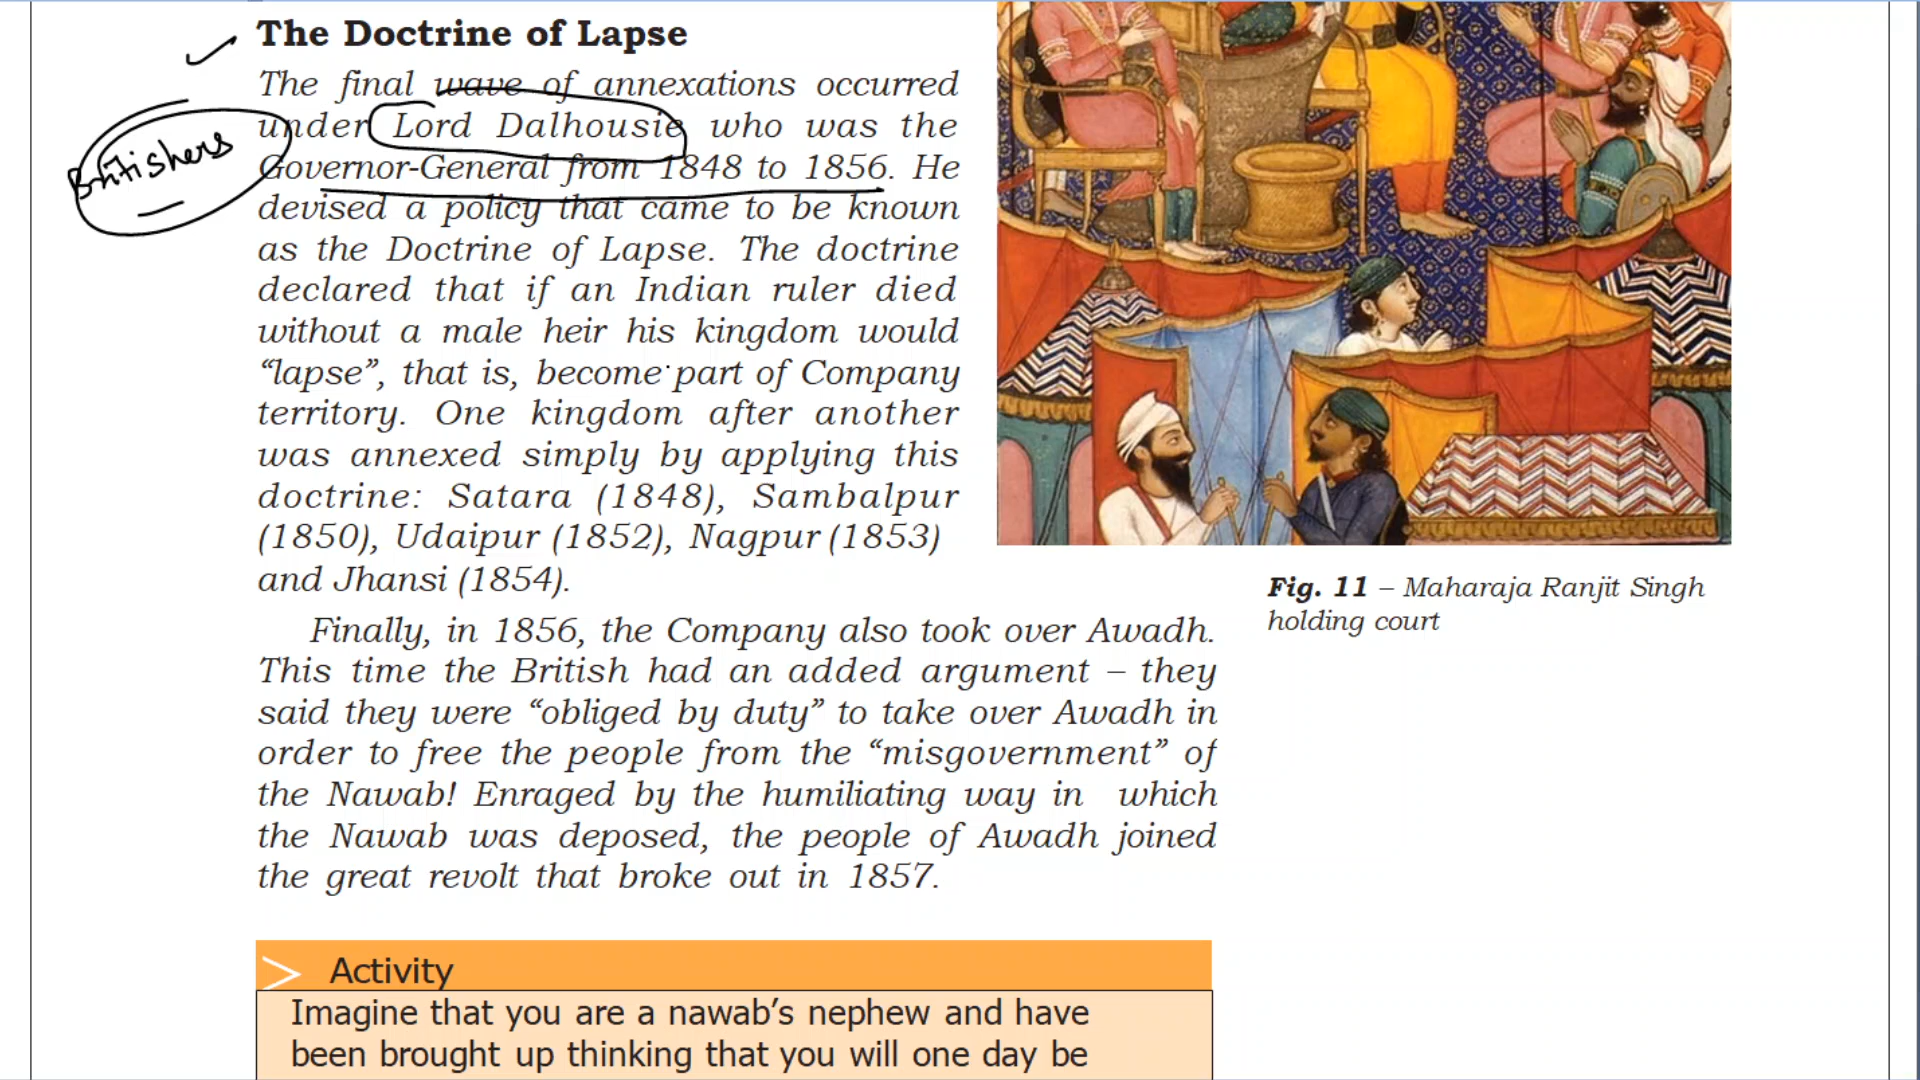 The Doctrine of Lapse
The final wave of annexations occurred
under Lord Dalhousie who was the
Governor-General from 1848 to 1856. He
devised a policy that came to be known
as the Doctrine of Lapse. The doctrine
declared that if an Indian ruler died
without a male heir his kingdom would
“lapse”, that is, become part of Company
territory. One kingdom after another
was annexed simply by applying this
doctrine: Satara (1848), Sambalpur
(1850), Udaipur (1852), Nagpur (1853)
and Jhansi (1854).
Britishers
Finally, in 1856, the Company also took over Awadh.
This time the British had an added argument – they
said they were “obliged by duty” to take over Awadh in
order to free the people from the “misgovernment” of
the Nawab! Enraged by the humiliating way in which
the Nawab was deposed, the people of Awadh joined
the great revolt that broke out in 1857.
Fig. 11 – Maharaja Ranjit Singh
holding court
Activity
Imagine that you are a nawab’s nephew and have
been brought up thinking that you will one day be